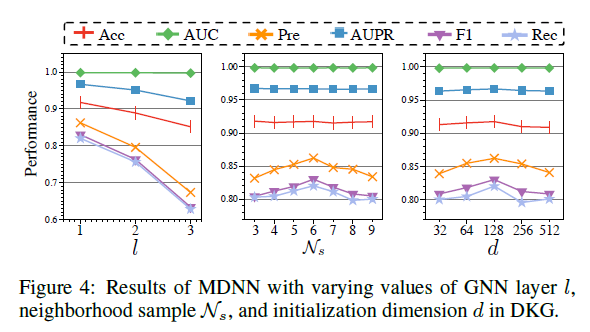 Acc AUC Pre AUPR F1 Rec
Performance
1.0
0.9
0.8
0.7
0.6
1 2 3
l
1.00
0.95
0.90
0.85
0.80
3 4 5 6 7 8 9
𝒩s
1.00
0.95
0.90
0.85
0.80
32 64 128 256 512
d
Figure 4: Results of MDNN with varying values of GNN layer l,
neighborhood sample 𝒩s, and initialization dimension d in DKG.